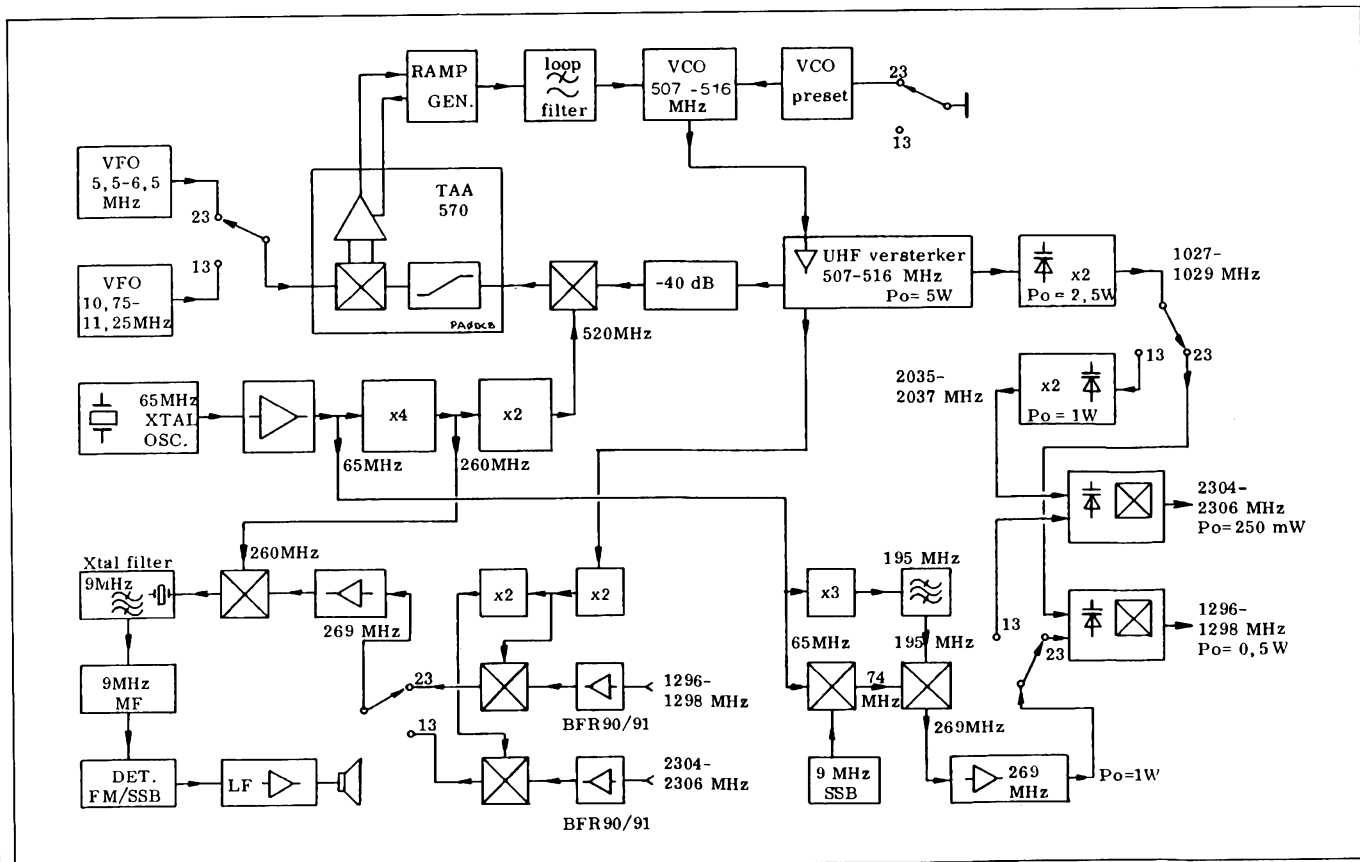 RAMP
GEN.
loop
filter
VCO
507 -516
MHz
VCO
preset
23
13
VFO
5,5-6,5
MHz
23
13
VFO
10,75-
11,25MHz
TAA
570
PAØDCB
-40 dB
UHF versterker
507-516 MHz
Po= 5W
x2
Po= 2,5W
1027-
1029 MHz
520MHz
13
23
65MHz
XTAL
OSC.
x4
x2
65MHz
260MHz
2035-
2037 MHz
x2
Po= 1W
2304-
2306 MHz
Po=250 mW
Xtal filter
9MHz
260MHz
269 MHz
x2
x2
195 MHz
x3
65MHz
195 MHz
13
23
1296-
1298 MHz
Po= 0,5W
9MHz
MF
23
13
1296-
1298 MHz
BFR90/91
74
MHz
269MHz
DET.
FM/SSB
LF
2304-
2306 MHz
BFR90/91
9 MHz
SSB
269
MHz
Po=1W